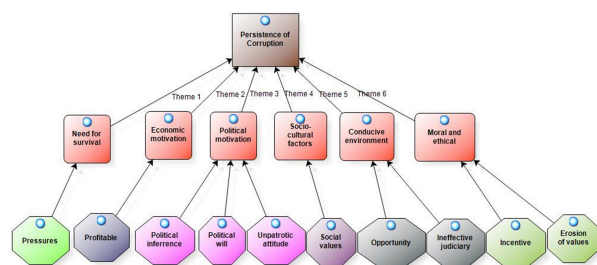 Persistence of
Corruption
Theme 1
Theme 2
Theme 3
Theme 4
Theme 5
Theme 6
Need for
survival
Economic
motivation
Political
motivation
Socio-
cultural
factors
Conducive
environment
Moral and
ethical
Pressures
Profitable
Political
inferrence
Political
will
Unpatrotic
attitude
Social
values
Opportunity
Ineffective
judiciary
Incentive
Erosion
of values